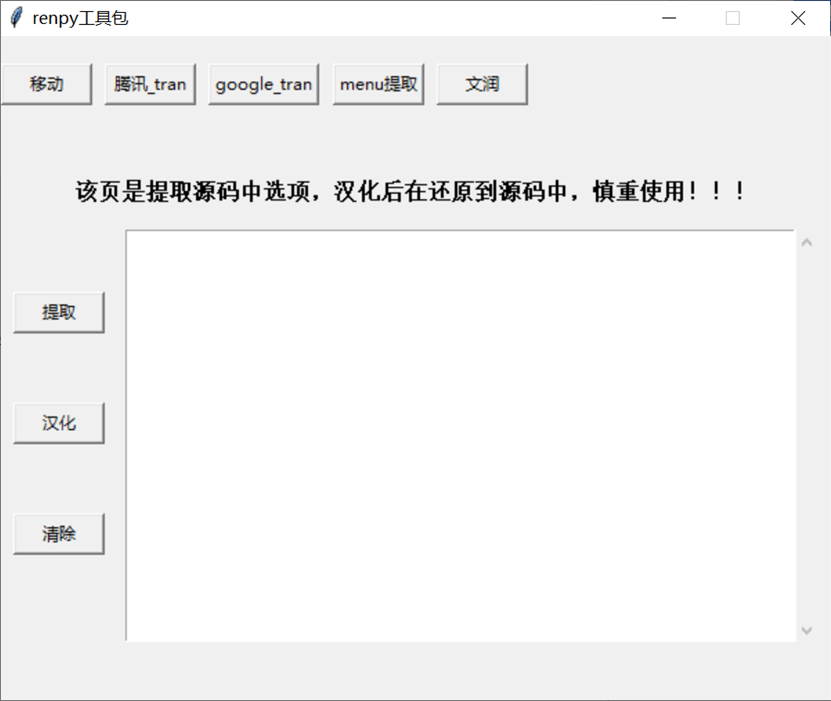 renpy工具包
移动 腾讯_tran google_tran menu提取 文润
该页是提取源码中选项，汉化后在还原到源码中，慎重使用！！！
提取
汉化
清除